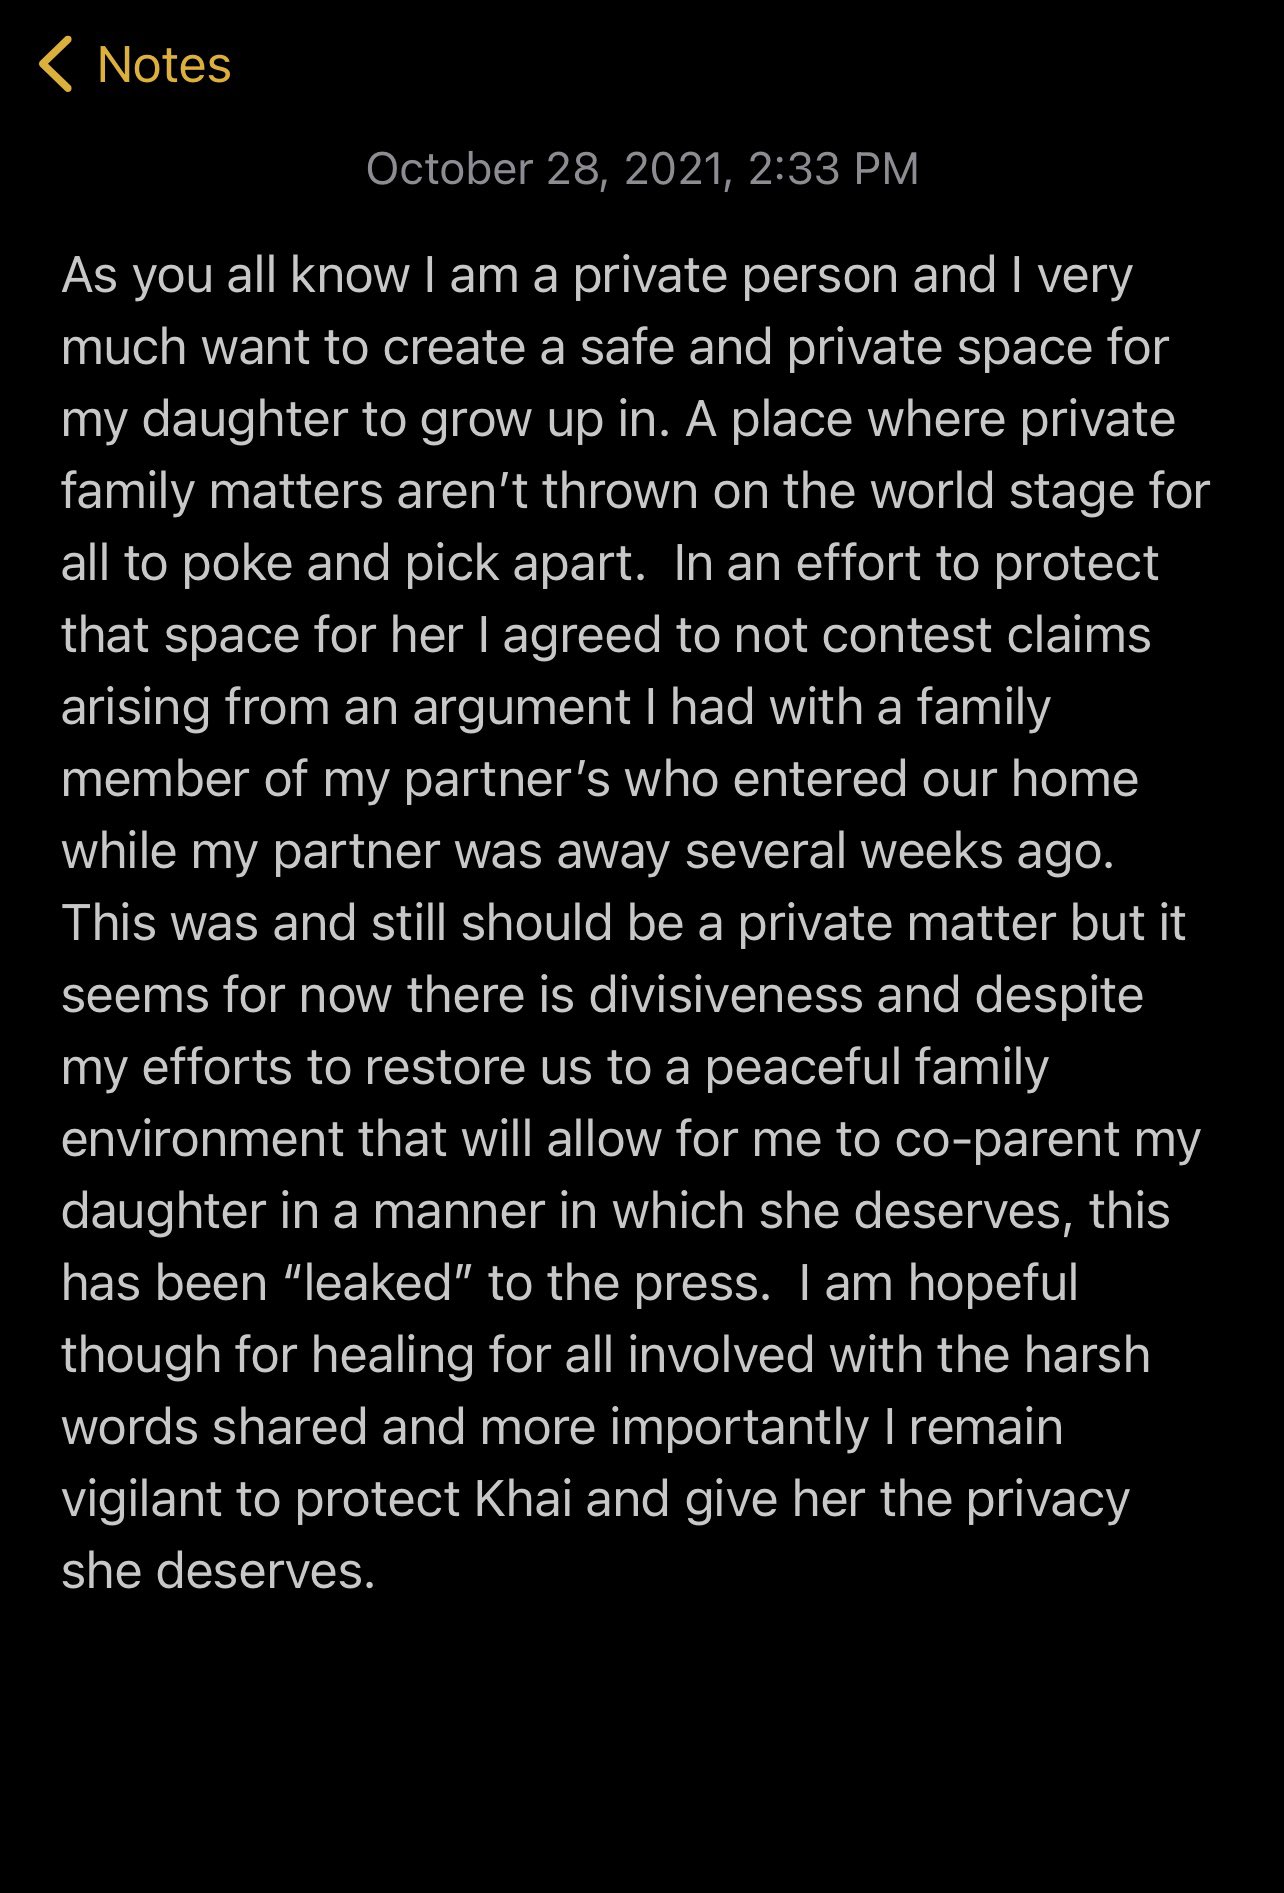 Notes
October 28, 2021, 2:33 PM
As you all know I am a private person and I very
much want to create a safe and private space for
my daughter to grow up in. A place where private
family matters aren’t thrown on the world stage for
all to poke and pick apart.  In an effort to protect
that space for her I agreed to not contest claims
arising from an argument I had with a family
member of my partner’s who entered our home
while my partner was away several weeks ago.
This was and still should be a private matter but it
seems for now there is divisiveness and despite
my efforts to restore us to a peaceful family
environment that will allow for me to co-parent my
daughter in a manner in which she deserves, this
has been “leaked” to the press.  I am hopeful
though for healing for all involved with the harsh
words shared and more importantly I remain
vigilant to protect Khai and give her the privacy
she deserves.